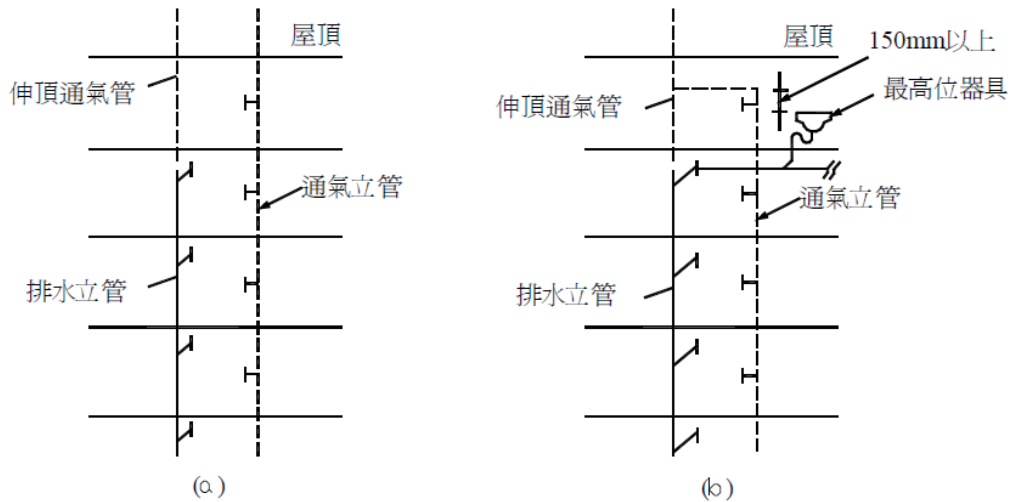 屋頂
伸頂通氣管
通氣立管
排水立管
(a)
屋頂
150mm以上
最高位器具
伸頂通氣管
通氣立管
排水立管
(b)